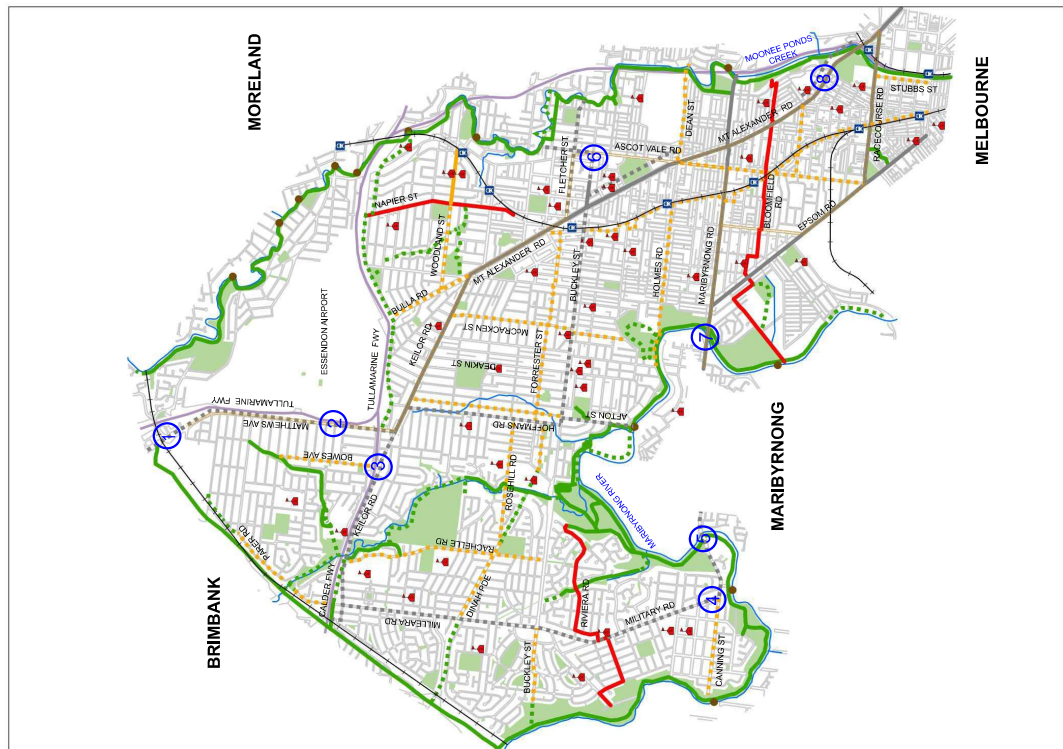 MORELAND
MOONEE PONDS
CREEK
8
STUBBS ST
MELBOURNE
RACECOURSE RD
DEAN ST
MT ALEXANDER RD
ASCOT VALE RD
6
FLETCHER ST
NAPIER ST
WOODLAND ST
BLOOMFIELD
RD
EPSOM RD
MARIBYRNONG RD
HOLMES RD
BUCKLEY ST
MT ALEXANDER RD
BULLA RD
ESSENDON AIRPORT
TULLAMARINE FWY
KEILOR RD
McCRACKEN ST
DEAKIN ST
FORRESTER ST
7
TULLAMARINE FWY
MATTHEWS AVE
1
2
BOWES AVE
3
HOFFMANS RD
AFTON ST
ROSEHILL RD
KEILOR RD
MARIBYRNONG
MARIBYRNONG RIVER
PARER RD
RACHELLE RD
5
BRIMBANK
CALDER FWY
DINAH PDE
RIVIERA RD
MILITARY RD
4
MILLEARA RD
BUCKLEY ST
CANNING ST